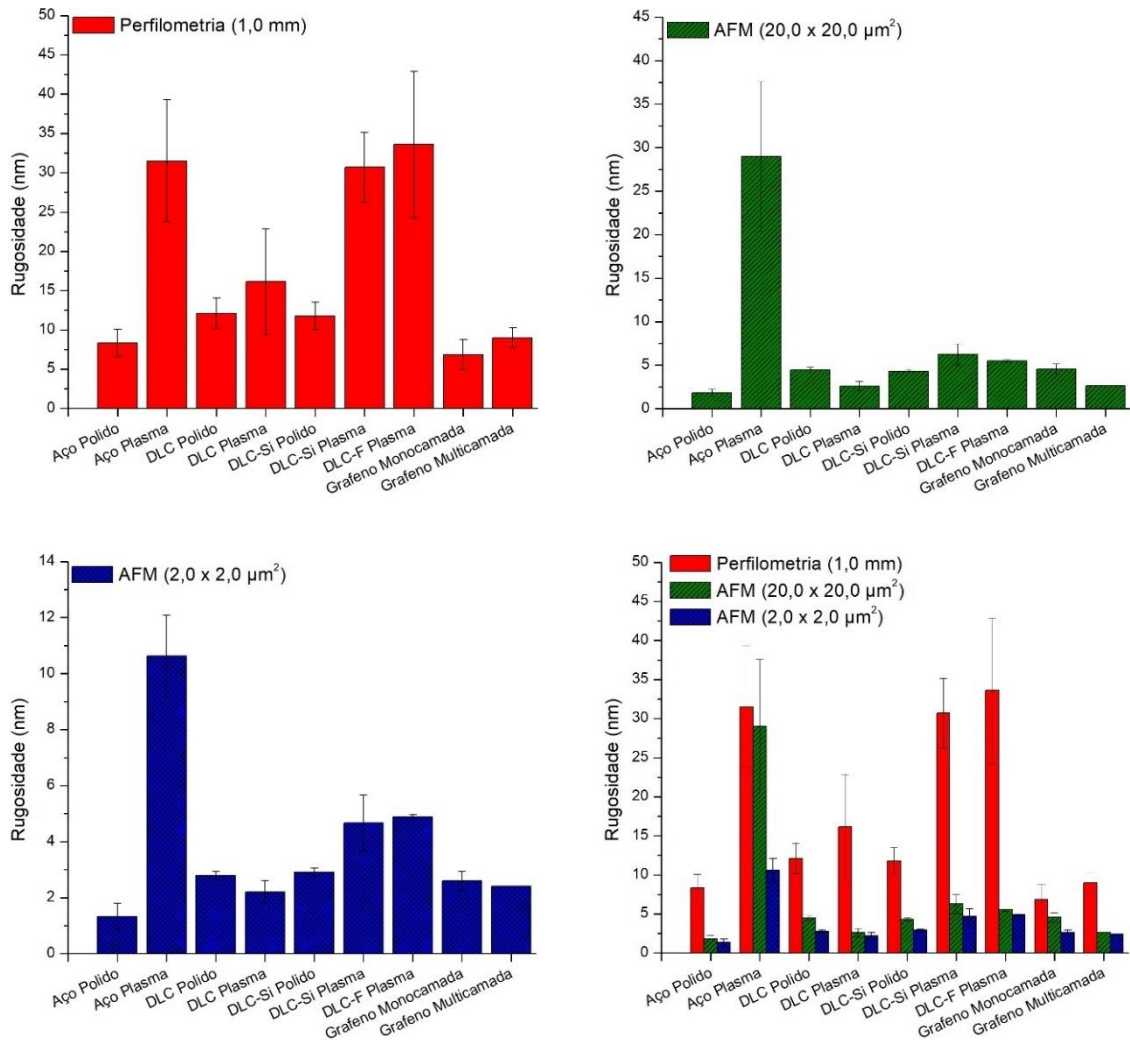 Perfilometria (1,0 mm)
Rugosidade (nm)
50
45
40
35
30
25
20
15
10
5
0
Aço Polido
Aço Plasma
DLC Polido
DLC Plasma
DLC-Si Polido
DLC-Si Plasma
DLC-F Plasma
Grafeno Monocamada
Grafeno Multicamada
AFM (20,0 x 20,0 µm²)
Rugosidade (nm)
45
40
35
30
25
20
15
10
5
0
Aço Polido
Aço Plasma
DLC Polido
DLC Plasma
DLC-Si Polido
DLC-Si Plasma
DLC-F Plasma
Grafeno Monocamada
Grafeno Multicamada
AFM (2,0 x 2,0 µm²)
Rugosidade (nm)
14
12
10
8
6
4
2
0
Aço Polido
Aço Plasma
DLC Polido
DLC Plasma
DLC-Si Polido
DLC-Si Plasma
DLC-F Plasma
Grafeno Monocamada
Grafeno Multicamada
Perfilometria (1,0 mm)
AFM (20,0 x 20,0 µm²)
AFM (2,0 x 2,0 µm²)
Rugosidade (nm)
50
45
40
35
30
25
20
15
10
5
0
Aço Polido
Aço Plasma
DLC Polido
DLC Plasma
DLC-Si Polido
DLC-Si Plasma
DLC-F Plasma
Grafeno Monocamada
Grafeno Multicamada